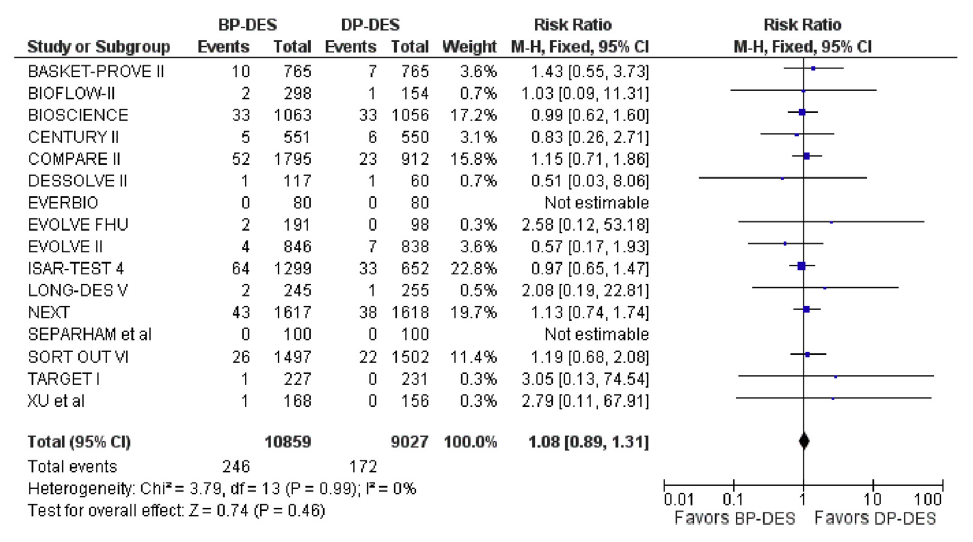 BP-DES DP-DES Risk Ratio Risk Ratio
Study or Subgroup Events Total Events Total Weight M-H, Fixed, 95% CI M-H, Fixed, 95% CI
BASKET-PROVE II 10 765 7 765 3.6% 1.43 [0.55, 3.73]
BIOFLOW-II 2 298 1 154 0.7% 1.03 [0.09, 11.31]
BIOSCIENCE 33 1063 33 1056 17.2% 0.99 [0.62, 1.60]
CENTURY II 5 551 6 550 3.1% 0.83 [0.26, 2.71]
COMPARE II 52 1795 23 912 15.8% 1.15 [0.71, 1.86]
DESSOLVE II 1 117 1 60 0.7% 0.51 [0.03, 8.06]
EVERBIO 0 80 0 80 Not estimable
EVOLVE FHU 2 191 0 98 0.3% 2.58 [0.12, 53.18]
EVOLVE II 4 846 7 838 3.6% 0.57 [0.17, 1.93]
ISAR-TEST 4 64 1299 33 652 22.8% 0.97 [0.65, 1.47]
LONG-DES V 2 245 1 255 0.5% 2.08 [0.19, 22.81]
NEXT 43 1617 38 1618 19.7% 1.13 [0.74, 1.74]
SEPARHAM et al 0 100 0 100 Not estimable
SORT OUT VI 26 1497 22 1502 11.4% 1.19 [0.68, 2.08]
TARGET I 1 227 0 231 0.3% 3.05 [0.13, 74.54]
XU et al 1 168 0 156 0.3% 2.79 [0.11, 67.91]
Total (95% CI) 10859 9027 100.0% 1.08 [0.89, 1.31]
Total events 246 172
Heterogeneity: Chi² = 3.79, df = 13 (P = 0.99); I² = 0%
Test for overall effect: Z = 0.74 (P = 0.46)
0.01 0.1 1 10 100
Favors BP-DES Favors DP-DES